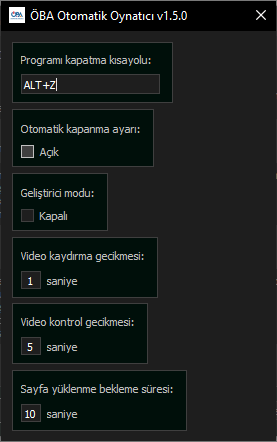 ÖBA ÖBA Otomatik Oynatıcı v1.5.0
Programı kapatma kısayolu:
ALT+Z
Otomatik kapanma ayarı:
Açık
Geliştirici modu:
Kapalı
Video kaydırma gecikmesi:
1 saniye
Video kontrol gecikmesi:
5 saniye
Sayfa yüklenme bekleme süresi:
10 saniye